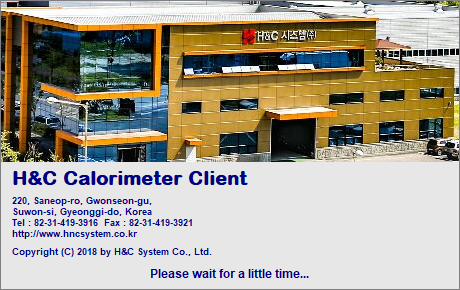 H&C 시스템(주)
H&C Calorimeter Client
220, Saneop-ro, Gwonseon-gu,
Suwon-si, Gyeonggi-do, Korea
Tel : 82-31-419-3916  Fax : 82-31-419-3921
http://www.hncsystem.co.kr
Copyright (C) 2018 by H&C System Co., Ltd.
Please wait for a little time...